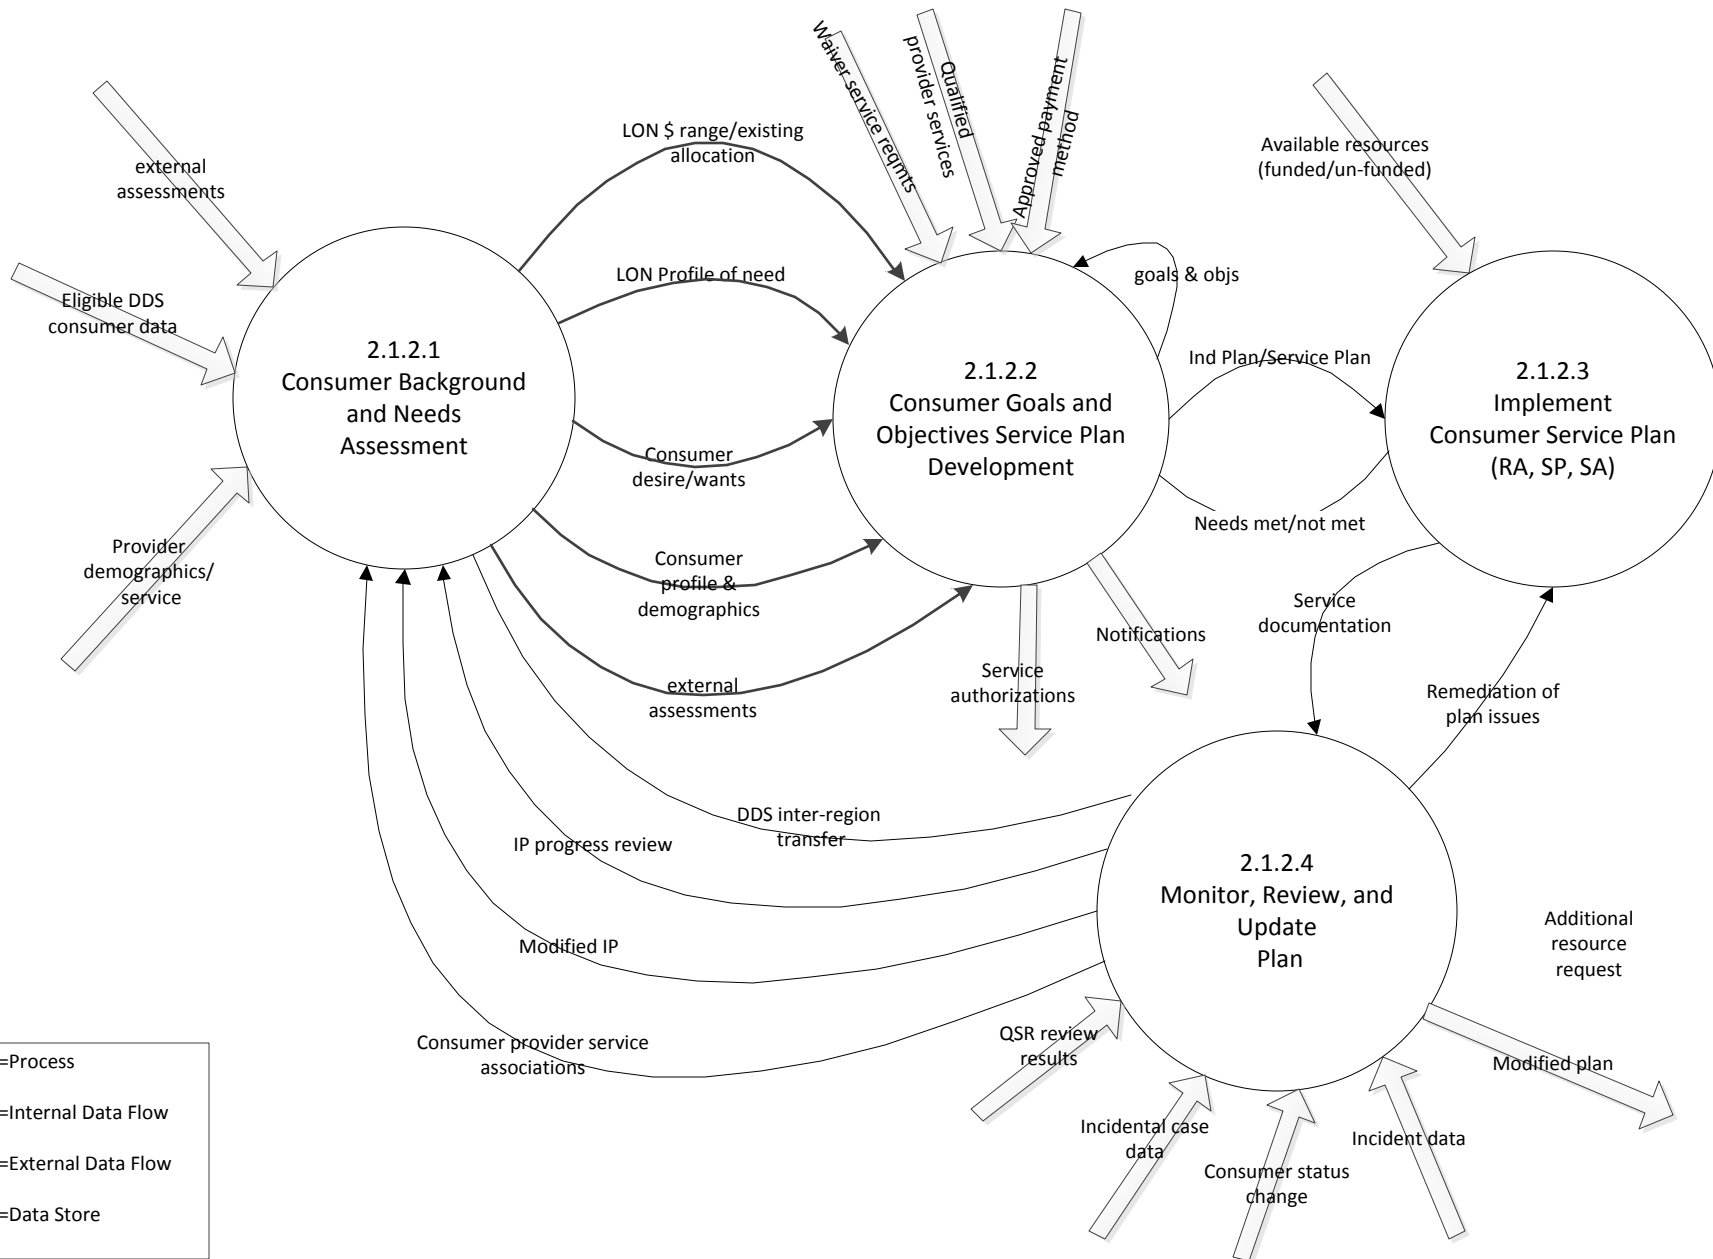 Waiver service reqmts
Qualified
provider services
Approved payment
method
LON $ range/existing
allocation
Available resources
(funded/un-funded)
external
assessments
LON Profile of need
goals & objs
Eligible DDS
consumer data
2.1.2.1
Consumer Background
and Needs
Assessment
Ind Plan/Service Plan
2.1.2.2
Consumer Goals and
Objectives Service Plan
Development
2.1.2.3
Implement
Consumer Service Plan
(RA, SP, SA)
Consumer
desire/wants
Needs met/not met
Provider
demographics/
service
Consumer
profile &
demographics
Service
documentation
Notifications
Service
authorizations
external
assessments
Remediation of
plan issues
DDS inter-region
transfer
IP progress review
2.1.2.4
Monitor, Review, and
Update
Plan
Modified IP
Additional
resource
request
Consumer provider service
associations
QSR review
results
Modified plan
Incidental case
data
Incident data
Consumer status
change
=Process
=Internal Data Flow
=External Data Flow
=Data Store